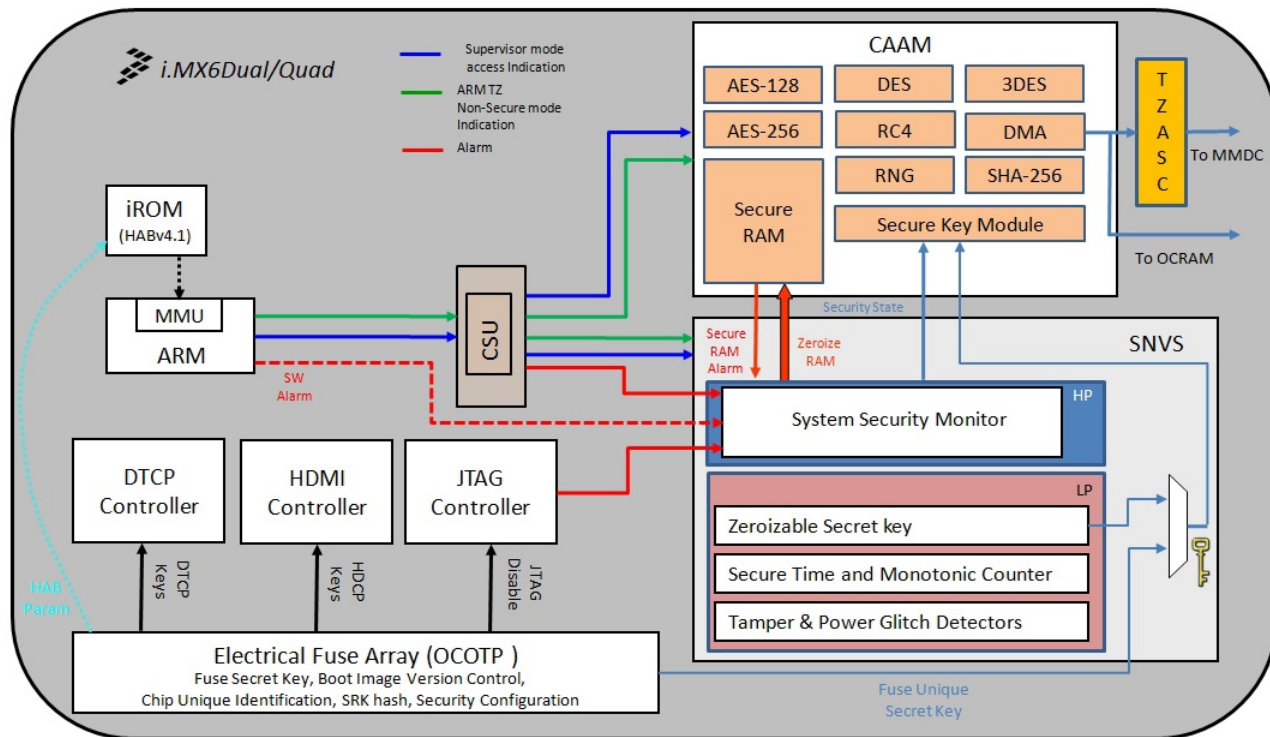 i.MX6Dual/Quad
Supervisor mode
access Indication
ARM TZ
Non-Secure mode
Indication
Alarm
CAAM
AES-128
DES
3DES
AES-256
RC4
DMA
RNG
SHA-256
Secure
RAM
Secure Key Module
T
Z
A
S
C
To MMDC
To OCRAM
iROM
(HABv4.1)
MMU
ARM
CSU
SW
Alarm
Security State
Secure
RAM
Alarm
Zeroize
RAM
SNVS
HP
System Security Monitor
LP
Zeroizable Secret key
Secure Time and Monotonic Counter
Tamper & Power Glitch Detectors
DTCP
Controller
HDMI
Controller
JTAG
Controller
DTCP
Keys
HDCP
Keys
JTAG
Disable
HAB
Param
Electrical Fuse Array (OCOTP )
Fuse Secret Key, Boot Image Version Control,
Chip Unique Identification, SRK hash, Security Configuration
Fuse Unique
Secret Key